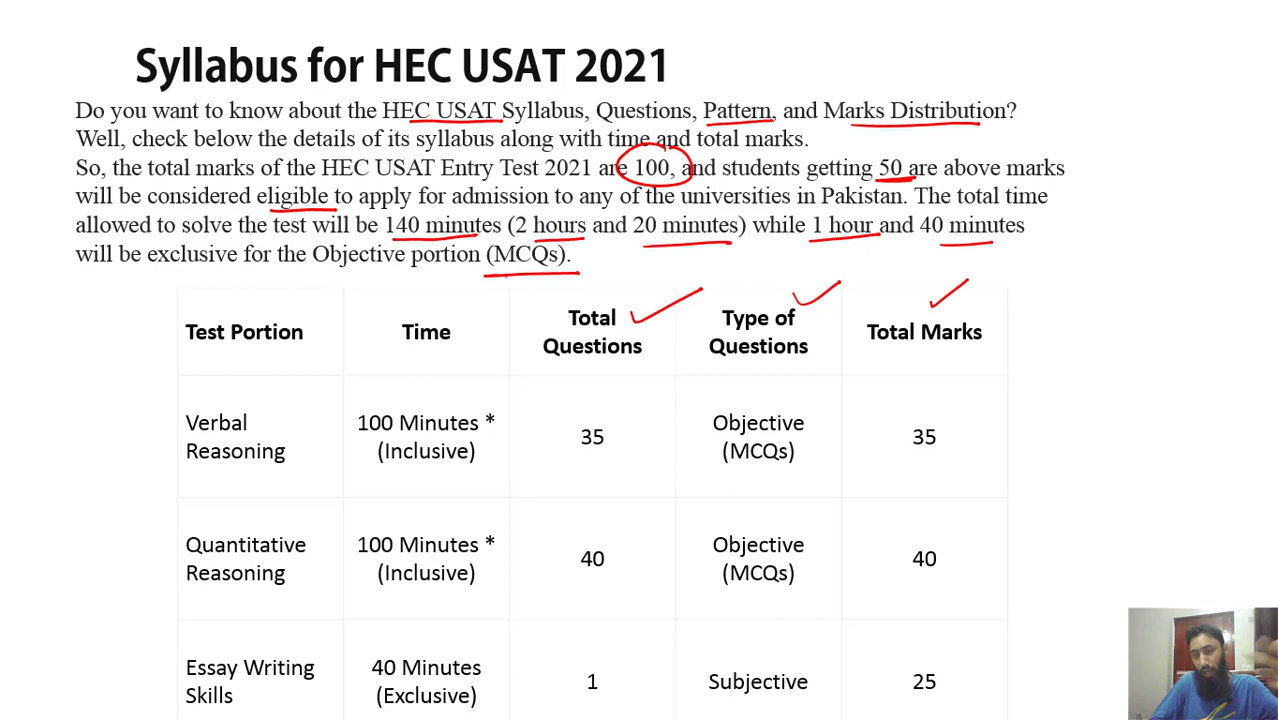 Syllabus for HEC USAT 2021
Do you want to know about the HEC USAT Syllabus, Questions, Pattern, and Marks Distribution?
Well, check below the details of its syllabus along with time and total marks.
So, the total marks of the HEC USAT Entry Test 2021 are 100, and students getting 50 are above marks
will be considered eligible to apply for admission to any of the universities in Pakistan. The total time
allowed to solve the test will be 140 minutes (2 hours and 20 minutes) while 1 hour and 40 minutes
will be exclusive for the Objective portion (MCQs).
Test Portion
Time
Total
Questions
Type of
Questions
Total Marks
Verbal
Reasoning
100 Minutes *
(Inclusive)
35
Objective
(MCQs)
35
Quantitative
Reasoning
100 Minutes *
(Inclusive)
40
Objective
(MCQs)
40
Essay Writing
Skills
40 Minutes
(Exclusive)
1
Subjective
25